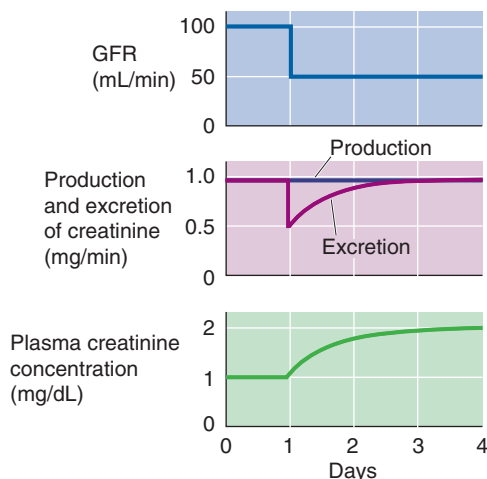 100
GFR
(mL/min)
50
0
Production
1.0
Production
and excretion
of creatinine
(mg/min)
0.5
Excretion
0
2
Plasma creatinine
concentration
(mg/dL)
1
0
0 1 2 3 4
Days